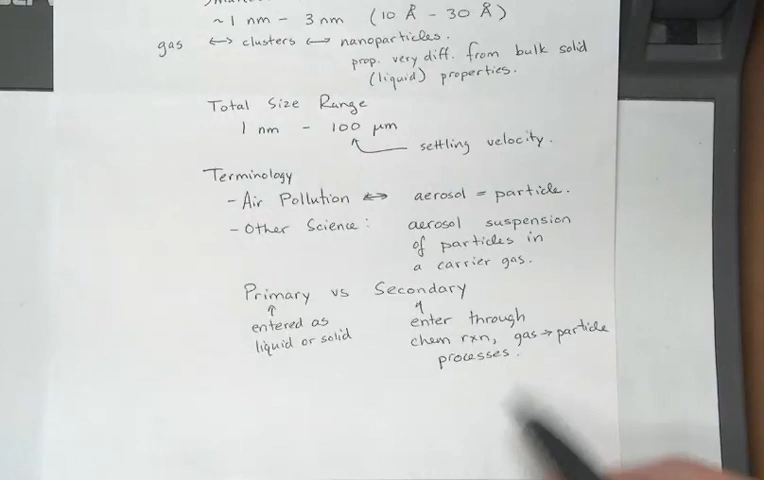 ~1 nm - 3 nm (10 Å - 30 Å)
gas ↔ clusters ↔ nanoparticles.
prop. very diff. from bulk solid
(liquid) properties.
Total Size Range
1 nm - 100 μm
settling velocity.
Terminology
- Air Pollution ↔ aerosol = particle.
- Other Science: aerosol suspension
of particles in
a carrier gas.
Primary vs Secondary
entered as
liquid or solid
enter through
chem rxn, gas → particle
processes.